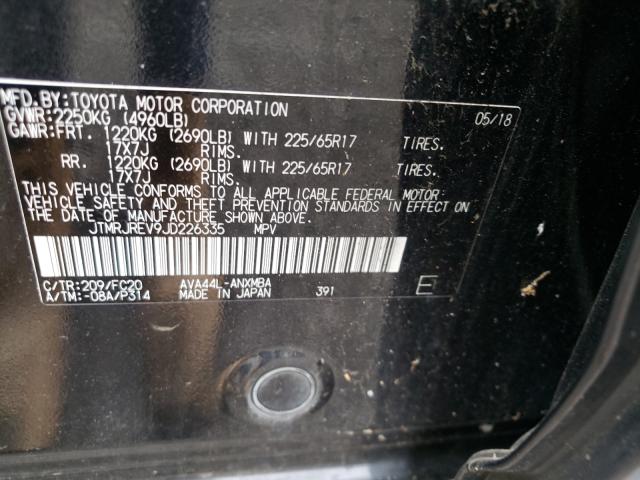 MFD.BY:TOYOTA MOTOR CORPORATION 05/18
GVWR:2250KG (4960LB)
GAWR:FRT. 1220KG (2690LB) WITH 225/65R17 TIRES.
17X7J RIMS.
RR. 1220KG (2690LB) WITH 225/65R17 TIRES.
17X7J RIMS.
THIS VEHICLE CONFORMS TO ALL APPLICABLE FEDERAL MOTOR
VEHICLE SAFETY AND THEFT PREVENTION STANDARDS IN EFFECT ON
THE DATE OF MANUFACTURE SHOWN ABOVE.
JTMRJREV9JD226335 MPV
C/TR:209/FC20 AVA44L-ANXMBA
A/TM:-08A/P314 MADE IN JAPAN 391 E